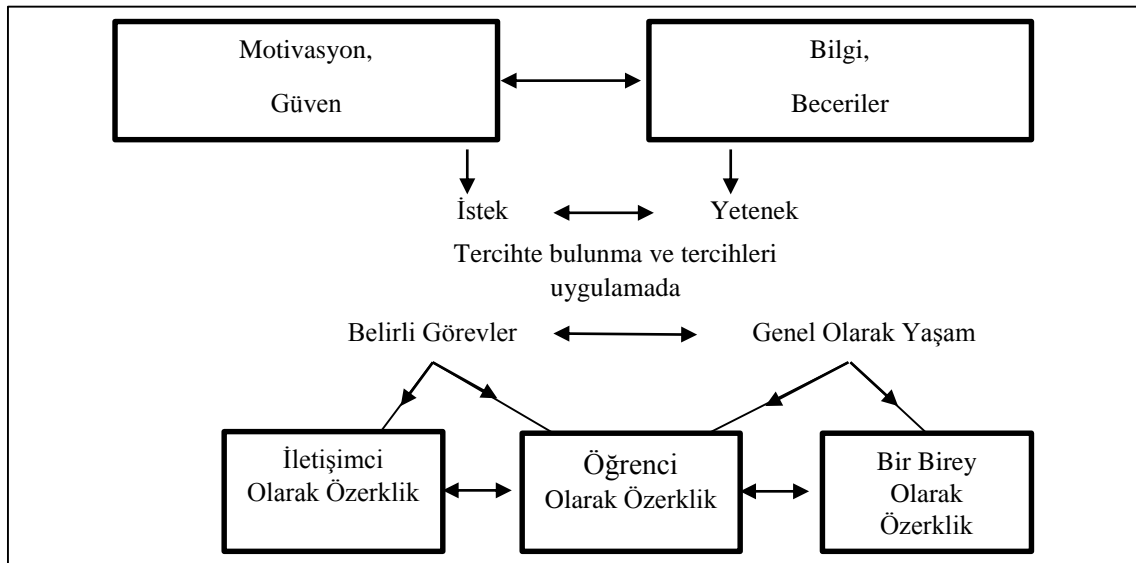 Motivasyon,
Güven
Bilgi,
Beceriler
İstek
Yetenek
Tercihte bulunma ve tercihleri
uygulamada
Belirli Görevler
Genel Olarak Yaşam
İletişimci
Olarak Özerklik
Öğrenci
Olarak Özerklik
Bir Birey
Olarak
Özerklik